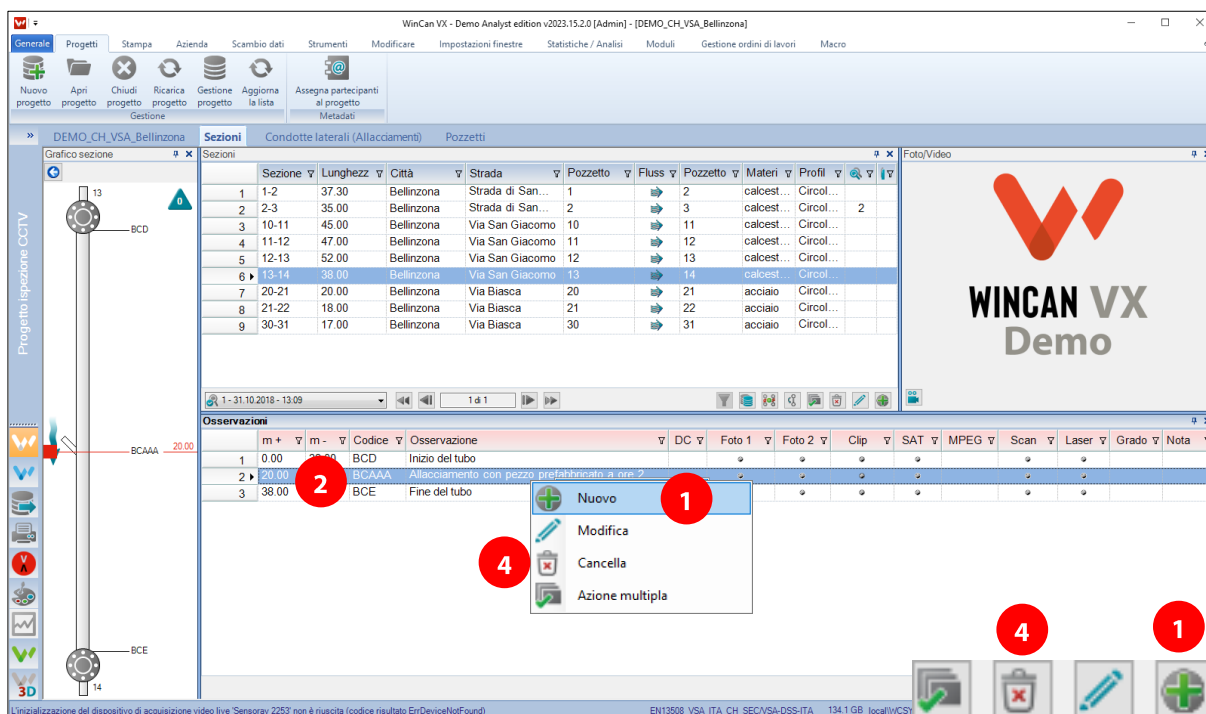 WinCan VX - Demo Analyst edition v2023.15.2.0 [Admin] - [DEMO_CH_VSA_Bellinzona]
Generale Progetti Stampa Azienda Scambio dati Strumenti Modificare Impostazioni finestre Statistiche / Analisi Moduli Gestione ordini di lavori Macro
Nuovo progetto Apri progetto Chiudi progetto Ricarica progetto Gestione progetto Aggiorna la lista Assegna partecipanti al progetto
Gestione Metadati
» DEMO_CH_VSA_Bellinzona Sezioni Condotte laterali (Allacciamenti) Pozzetti
Progetto Ispezione CCTV
Grafico sezione
13
0
BCD
BCAAA 20.00
BCE
14
Sezioni
Sezione Lunghezz Città Strada Pozzetto Fluss Pozzetto Materi Profil
1 1-2 37.30 Bellinzona Strada di San... 1 2 calcest... Circol...
2 2-3 35.00 Bellinzona Strada di San... 2 3 calcest... Circol... 2
3 10-11 45.00 Bellinzona Via San Giacomo 10 11 calcest... Circol...
4 11-12 47.00 Bellinzona Via San Giacomo 11 12 calcest... Circol...
5 12-13 52.00 Bellinzona Via San Giacomo 12 13 calcest... Circol...
6 13-14 38.00 Bellinzona Via San Giacomo 13 14 calcest... Circol...
7 20-21 20.00 Bellinzona Via Biasca 20 21 acciaio Circol...
8 21-22 18.00 Bellinzona Via Biasca 21 22 acciaio Circol...
9 30-31 17.00 Bellinzona Via Biasca 30 31 acciaio Circol...
1 - 31.10.2018 - 13:09 1 di 1
Foto/Video
WINCAN VX
Demo
Osservazioni
m + m - Codice Osservazione DC Foto 1 Foto 2 Clip SAT MPEG Scan Laser Grado Nota
1 0.00 BCD Inizio del tubo
2 20.00 BCAAA Allacciamento con pezzo prefabbricato a ore 2
3 38.00 BCE Fine del tubo
2
Nuovo
1
Modifica
Cancella
4
Azione multipla
4
1
3D
L'inizializzazione del dispositivo di acquisizione video live 'Sensoray 2253' non è riuscita (codice risultato ErrDeviceNotFound) EN13508_VSA_ITA_CH_SEC/VSA-DSS-ITA 134.1 GB